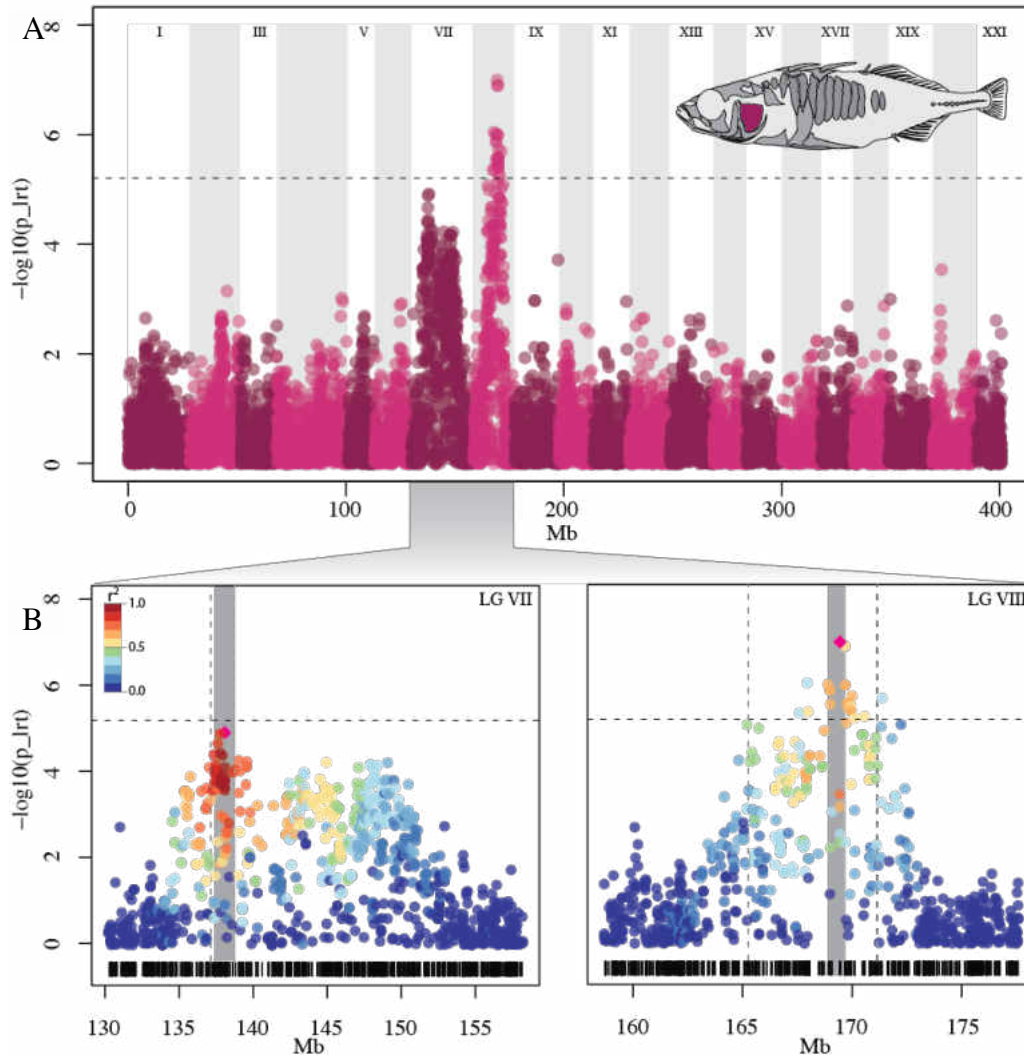 A
I III V VII IX XI XIII XV XVII XIX XXI
8
6
4
2
0
−log10(p_lrt)
0 100 200 300 400
Mb
B
LG VII
LG VIII
r²
1.0
0.5
0.0
8
6
4
2
0
−log10(p_lrt)
130 135 140 145 150 155
Mb
160 165 170 175
Mb